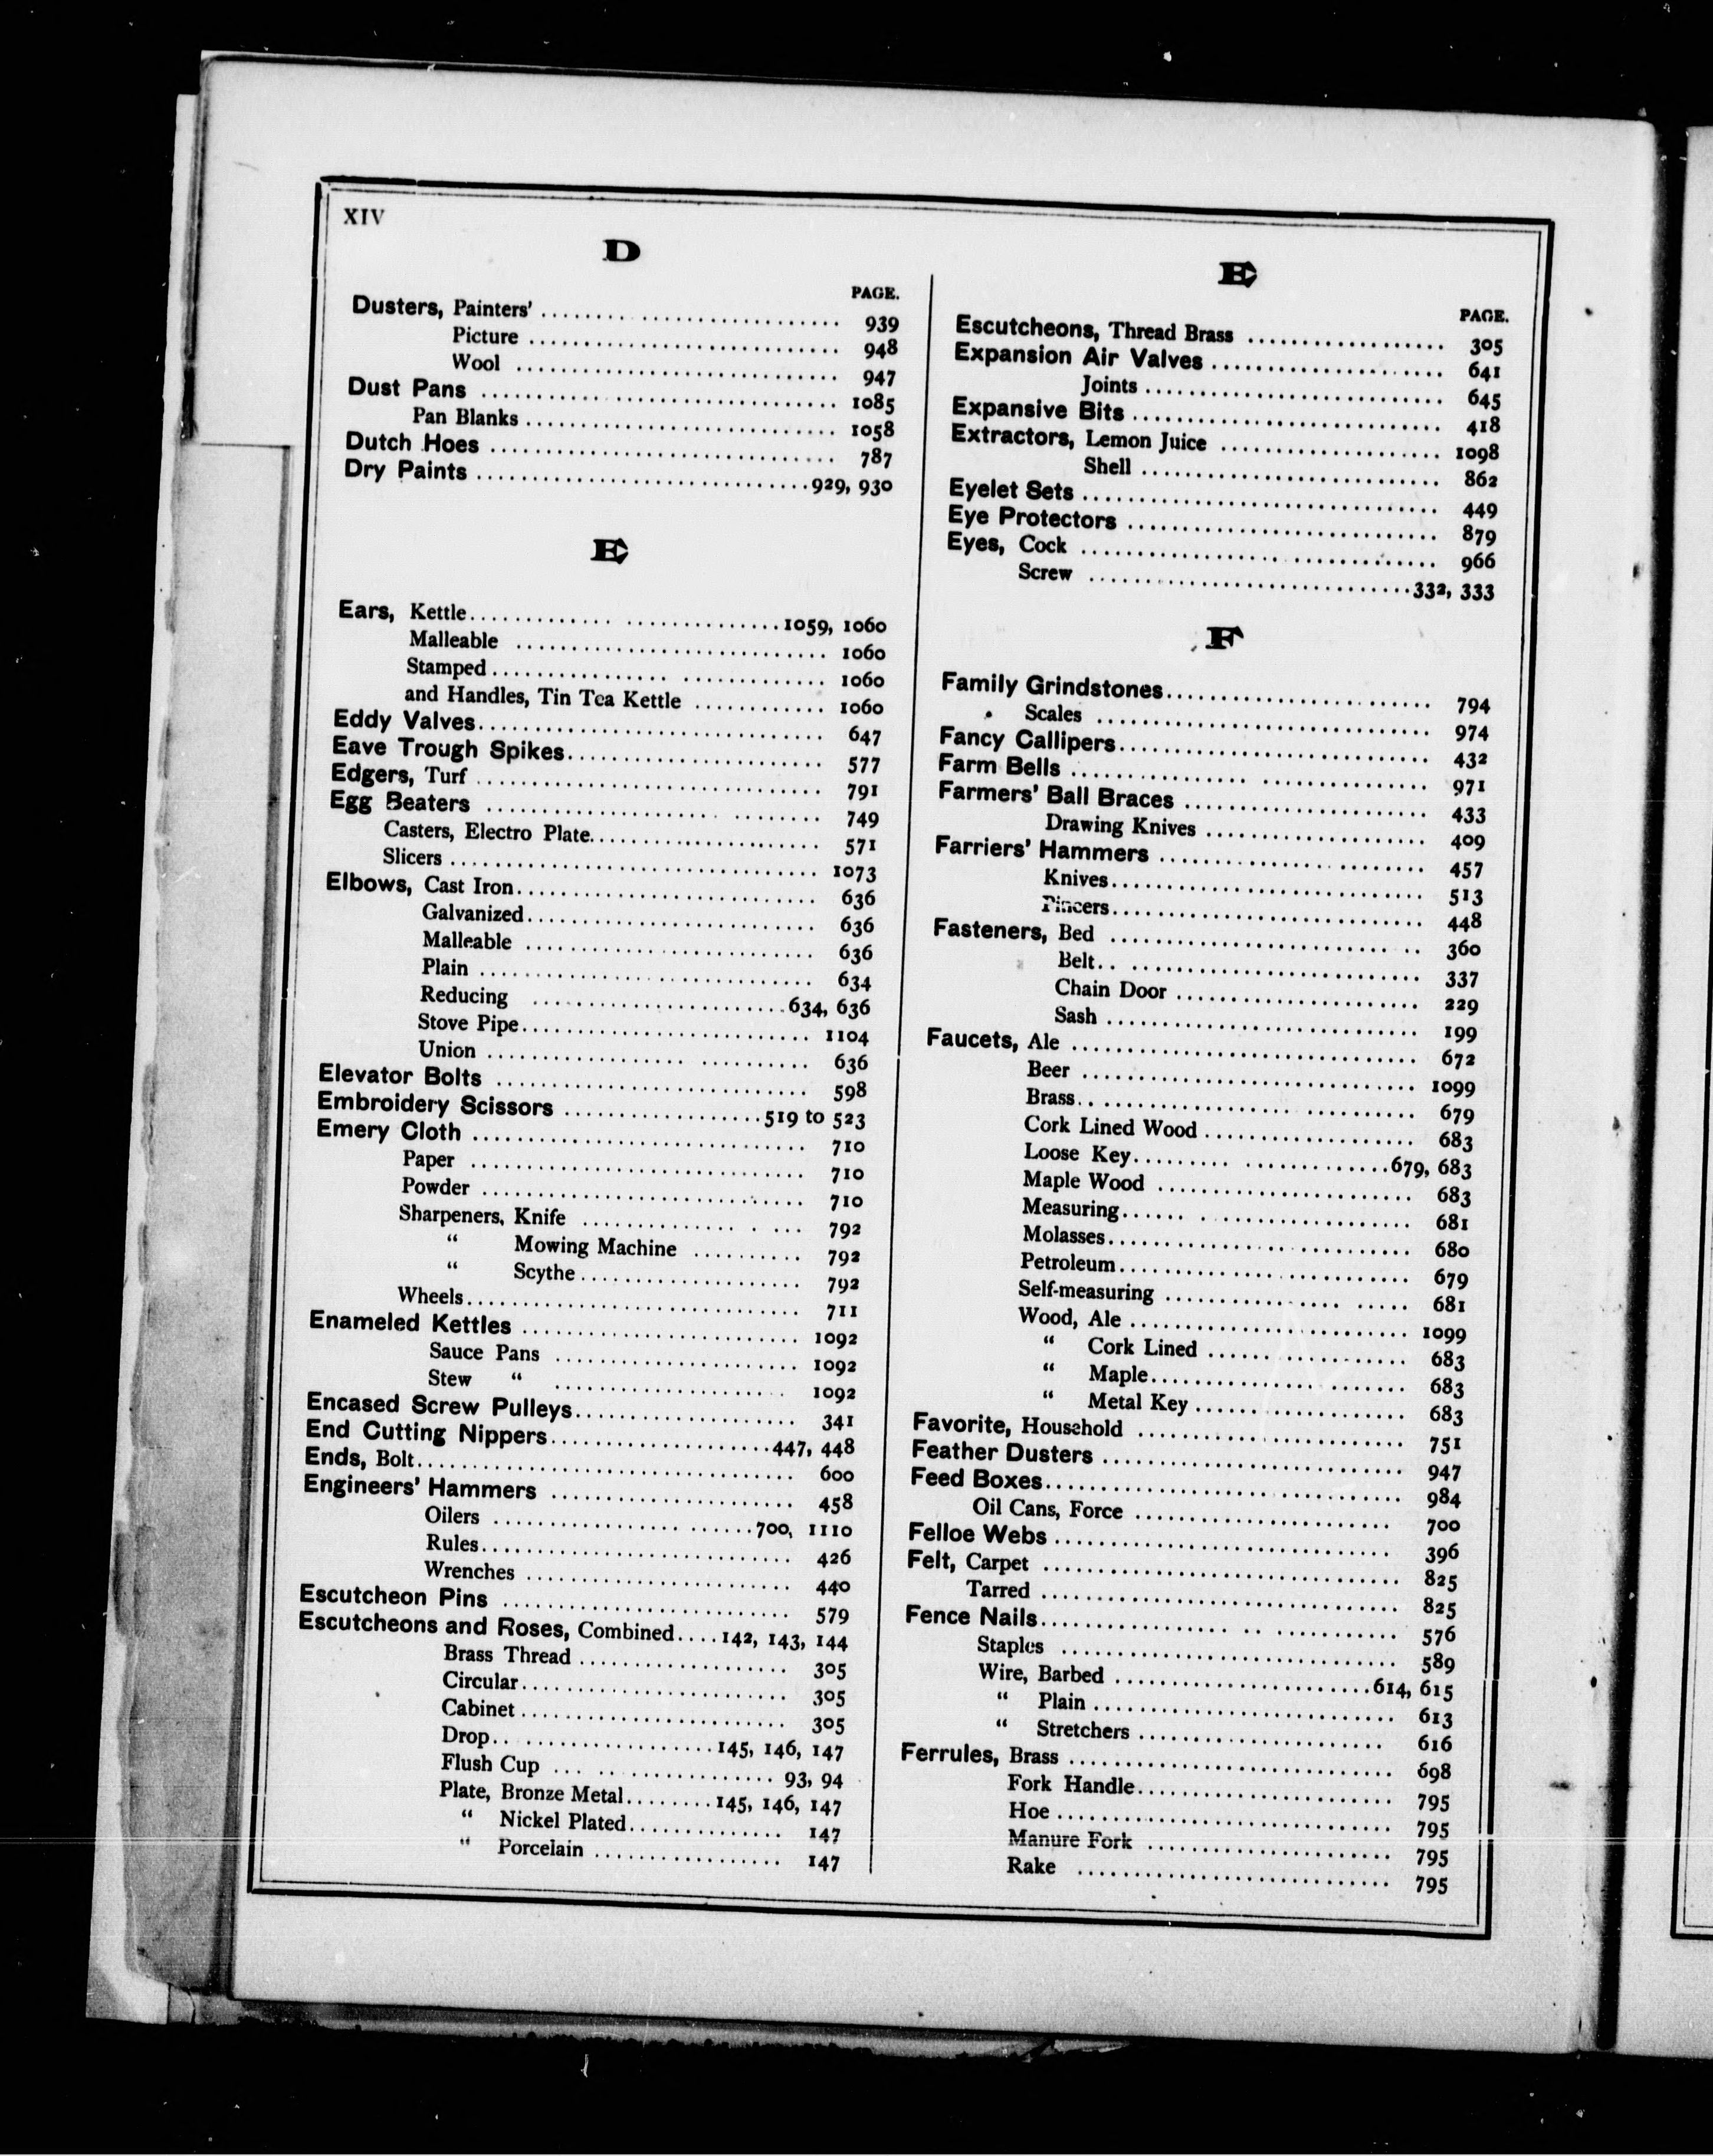 XIV
D
PAGE.
Dusters, Painters' 939
Picture 948
Wool 947
Dust Pans 1085
Pan Blanks 1058
Dutch Hoes 787
Dry Paints 929, 930
E
Ears, Kettle 1059, 1060
Malleable 1060
Stamped 1060
and Handles, Tin Tea Kettle 1060
Eddy Valves 647
Eave Trough Spikes 577
Edgers, Turf 791
Egg Beaters 749
Casters, Electro Plate 571
Slicers 1073
Elbows, Cast Iron 636
Galvanized 636
Malleable 636
Plain 634
Reducing 634, 636
Stove Pipe 1104
Union 636
Elevator Bolts 598
Embroidery Scissors 519 to 523
Emery Cloth 710
Paper 710
Powder 710
Sharpeners, Knife 792
" Mowing Machine 792
" Scythe 792
Wheels 711
Enameled Kettles 1092
Sauce Pans 1092
Stew " 1092
Encased Screw Pulleys 341
End Cutting Nippers 447, 448
Ends, Bolt 600
Engineers' Hammers 458
Oilers 700, 1110
Rules 426
Wrenches 440
Escutcheon Pins 579
Escutcheons and Roses, Combined 142, 143, 144
Brass Thread 305
Circular 305
Cabinet 305
Drop 145, 146, 147
Flush Cup 93, 94
Plate, Bronze Metal 145, 146, 147
" Nickel Plated 147
" Porcelain 147
E
PAGE.
Escutcheons, Thread Brass 305
Expansion Air Valves 641
Joints 645
Expansive Bits 418
Extractors, Lemon Juice 1098
Shell 862
Eyelet Sets 449
Eye Protectors 879
Eyes, Cock 966
Screw 332, 333
F
Family Grindstones 794
Scales 974
Fancy Callipers 432
Farm Bells 971
Farmers' Ball Braces 433
Drawing Knives 409
Farriers' Hammers 457
Knives 513
Pincers 448
Fasteners, Bed 360
Belt 337
Chain Door 229
Sash 199
Faucets, Ale 672
Beer 1099
Brass 679
Cork Lined Wood 683
Loose Key 679, 683
Maple Wood 683
Measuring 681
Molasses 680
Petroleum 679
Self-measuring 681
Wood, Ale 1099
" Cork Lined 683
" Maple 683
" Metal Key 683
Favorite, Household 751
Feather Dusters 947
Feed Boxes 984
Oil Cans, Force 700
Felloe Webs 396
Felt, Carpet 825
Tarred 825
Fence Nails 576
Staples 589
Wire, Barbed 614, 615
" Plain 613
" Stretchers 616
Ferrules, Brass 698
Fork Handle 795
Hoe 795
Manure Fork 795
Rake 795